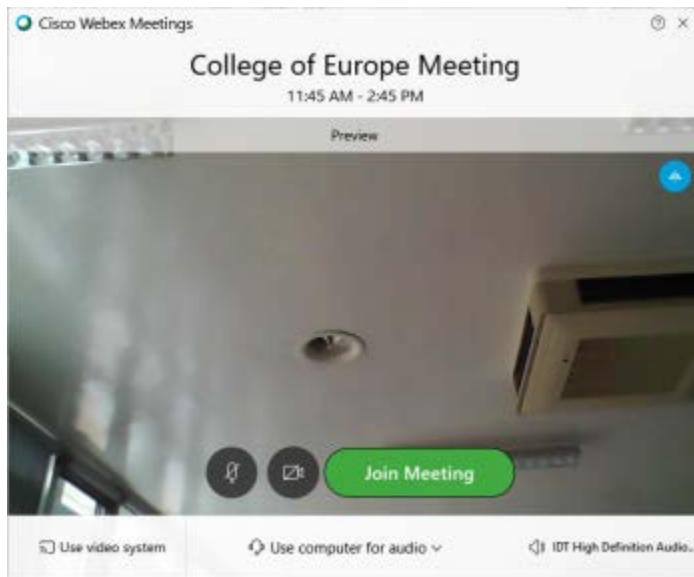 Cisco Webex Meetings
College of Europe Meeting
11:45 AM - 2:45 PM
Preview
Join Meeting
Use video system
Use computer for audio
IDT High Definition Audio...